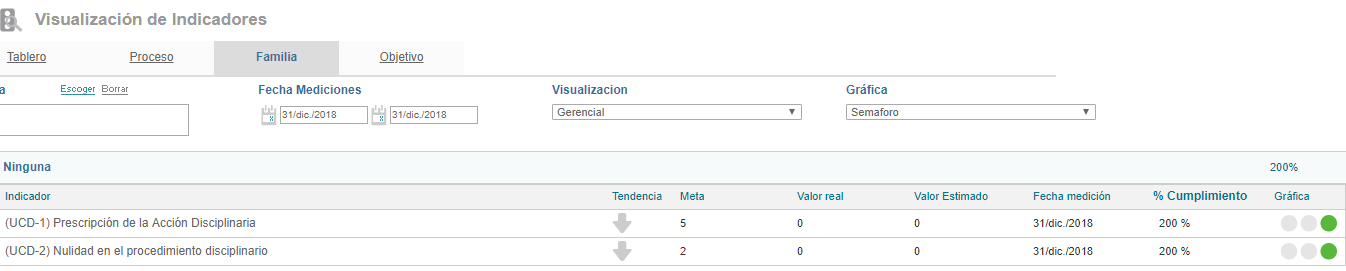 Visualización de Indicadores
Tablero Proceso Familia Objetivo
a Escoger Borrar Fecha Mediciones Visualizacion Gráfica
31/dic./2018 31/dic./2018 Gerencial Semaforo
Ninguna 200%
Indicador Tendencia Meta Valor real Valor Estimado Fecha medición % Cumplimiento Gráfica
(UCD-1) Prescripción de la Acción Disciplinaria 5 0 0 31/dic./2018 200 %
(UCD-2) Nulidad en el procedimiento disciplinario 2 0 0 31/dic./2018 200 %